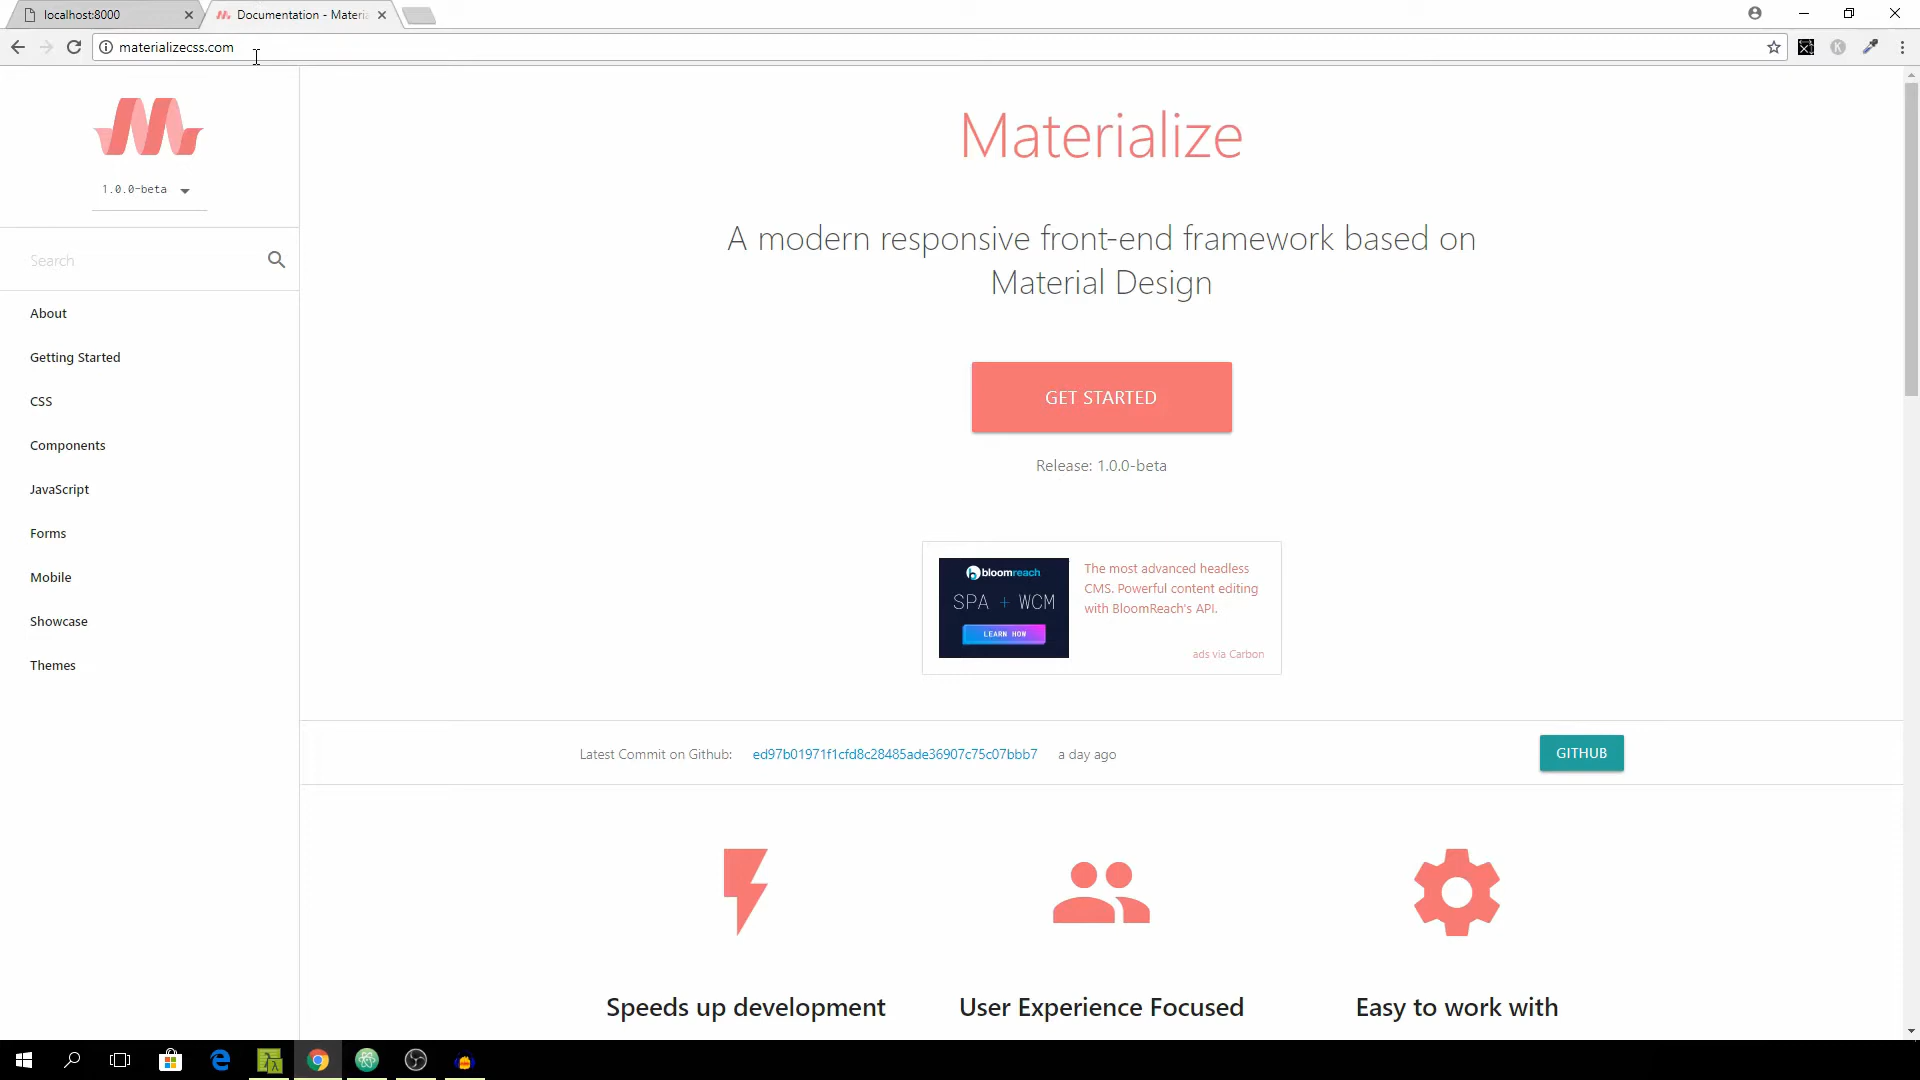 localhost:8000
Documentation - Materia
materializecss.com
1.0.0-beta
Search
About
Getting Started
CSS
Components
JavaScript
Forms
Mobile
Showcase
Themes
Materialize
A modern responsive front-end framework based on
Material Design
GET STARTED
Release: 1.0.0-beta
bloomreach
SPA + WCM
LEARN HOW
The most advanced headless
CMS. Powerful content editing
with BloomReach's API.
ads via Carbon
Latest Commit on Github: ed97b01971f1cfd8c28485ade36907c75c07bbb7 a day ago
GITHUB
Speeds up development
User Experience Focused
Easy to work with